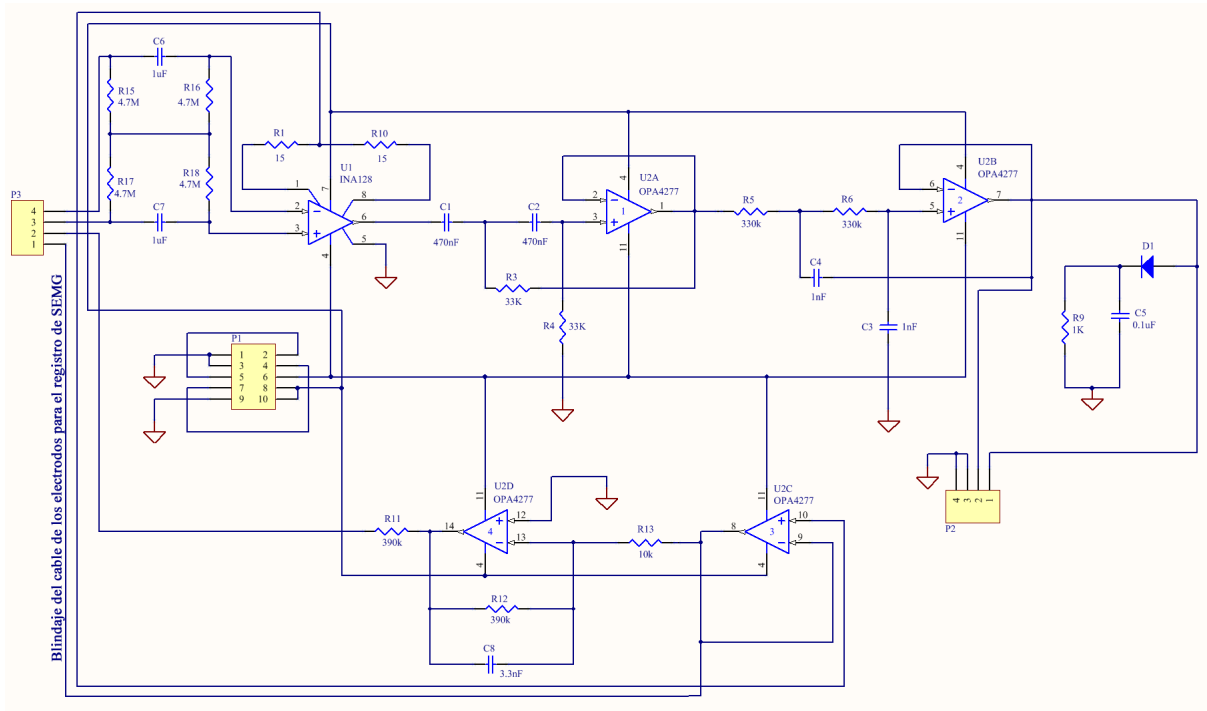 C6
1uF
R15
4.7M
R16
4.7M
R17
4.7M
R18
4.7M
C7
1uF
P3
4
3
2
1
R1
15
R10
15
U1
INA128
1
7
8
2
3
6
5
4
C1
470nF
C2
470nF
R3
33K
R4
33K
U2A
OPA4277
4
2
3
1
1
11
R5
330k
R6
330k
C4
1nF
C3
1nF
U2B
OPA4277
4
6
5
2
7
11
D1
R9
1K
C5
0.1uF
P1
1 2
3 4
5 6
7 8
9 10
Blindaje del cable de los electrodos para el registro de SEMG
R11
390k
U2D
OPA4277
11
14
4
12
13
4
R13
10k
U2C
OPA4277
11
8
3
10
9
4
R12
390k
C8
3.3nF
4
3
2
1
P2